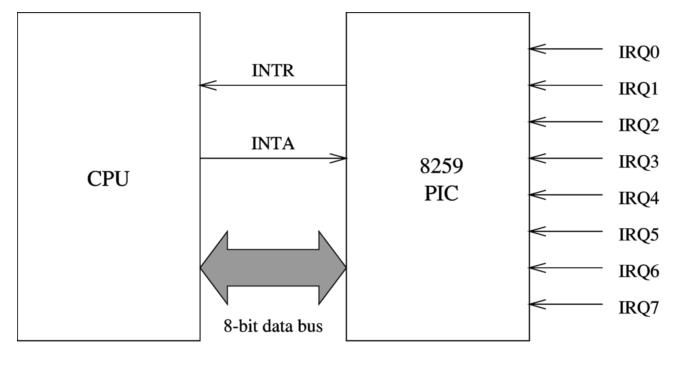 CPU
INTR
INTA
8-bit data bus
8259
PIC
IRQ0
IRQ1
IRQ2
IRQ3
IRQ4
IRQ5
IRQ6
IRQ7